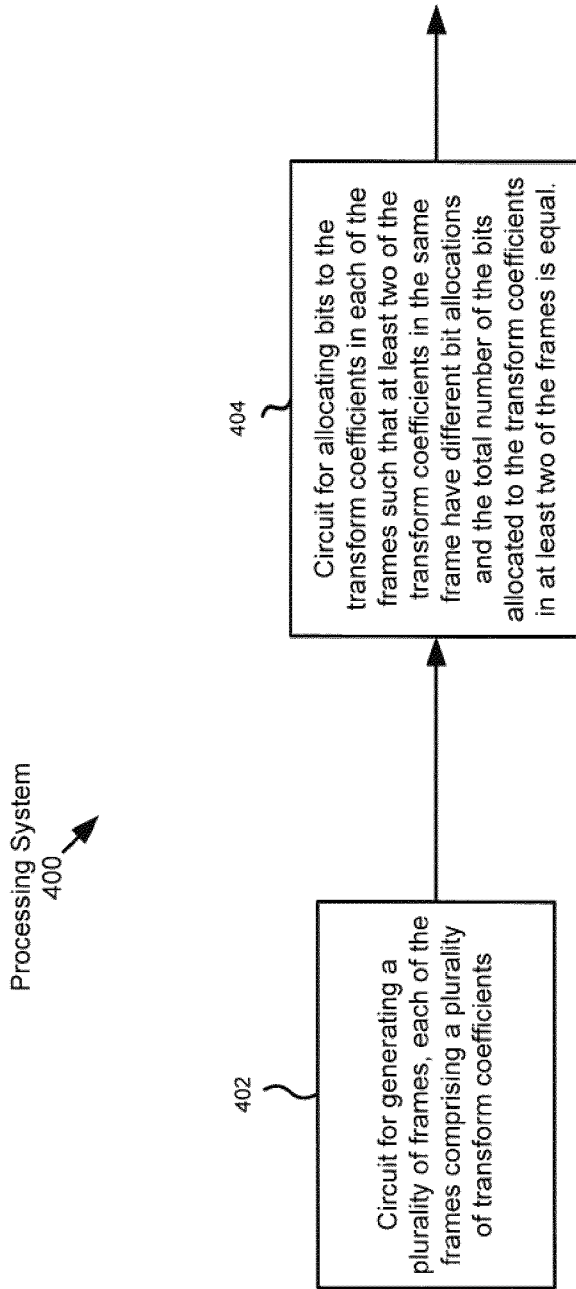 Processing System
400
402
Circuit for generating a
plurality of frames, each of the
frames comprising a plurality
of transform coefficients
404
Circuit for allocating bits to the
transform coefficients in each of the
frames such that at least two of the
transform coefficients in the same
frame have different bit allocations
and the total number of the bits
allocated to the transform coefficients
in at least two of the frames is equal.